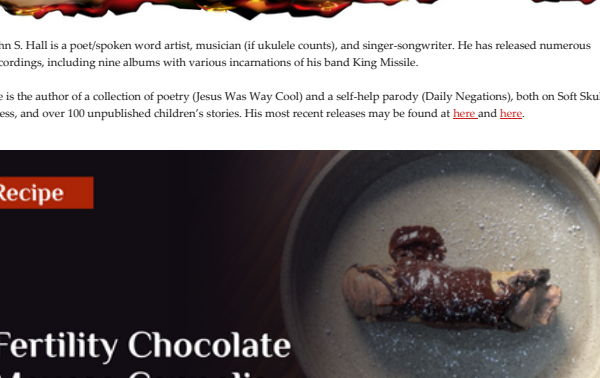 hn S. Hall is a poet/spoken word artist, musician (if ukulele counts), and singer-songwriter. He has released numerous
cordings, including nine albums with various incarnations of his band King Missile.
e is the author of a collection of poetry (Jesus Was Way Cool) and a self-help parody (Daily Negations), both on Soft Skul
ess, and over 100 unpublished children's stories. His most recent releases may be found at here and here.
Recipe
Fertility Chocolate